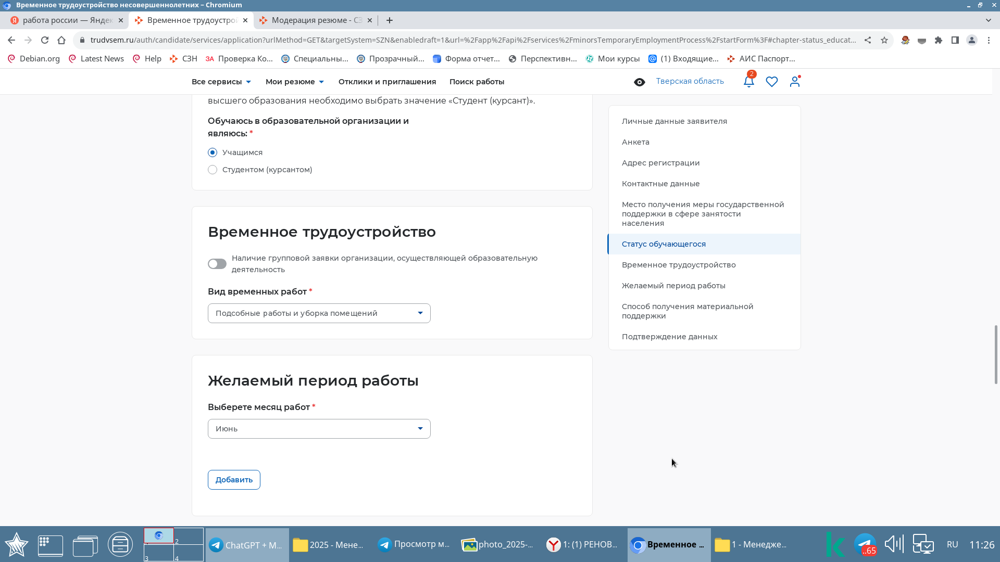 Временное трудоустройство несовершеннолетних – Chromium
работа россии — Яндек
Временное трудоустрой
Модерация резюме - СЗ
trudvsem.ru/auth/candidate/services/application?urlMethod=GET&targetSystem=SZN&enabledraft=1&url=%2Fapp%2Fapi%2Fservices%2FminorsTemporaryEmploymentProcess%2FstartForm%3F#chapter-status_educat...
Debian.org
Latest News
Help
СЗН
ЗА Проверка Ко...
Специальны...
Прозрачный...
Форма отчет...
Перспективн...
Мои курсы
(1) Входящие...
АИС Паспорт...
Все сервисы
Мои резюме
Отклики и приглашения
Поиск работы
Тверская область
2
высшего образования необходимо выбрать значение «Студент (курсант)».
Обучаюсь в образовательной организации и
являюсь: *
Учащимся
Студентом (курсантом)
Временное трудоустройство
Наличие групповой заявки организации, осуществляющей образовательную
деятельность
Вид временных работ *
Подсобные работы и уборка помещений
Желаемый период работы
Выберете месяц работ *
Июнь
Добавить
Личные данные заявителя
Анкета
Адрес регистрации
Контактные данные
Место получения меры государственной
поддержки в сфере занятости
населения
Статус обучающегося
Временное трудоустройство
Желаемый период работы
Способ получения материальной
поддержки
Подтверждение данных
2
3
4
ChatGPT + М...
2025 - Мене...
Просмотр м...
photo_2025-...
1: (1) РЕНОВ...
Временное ...
1 - Менедже...
..65
RU
11:26